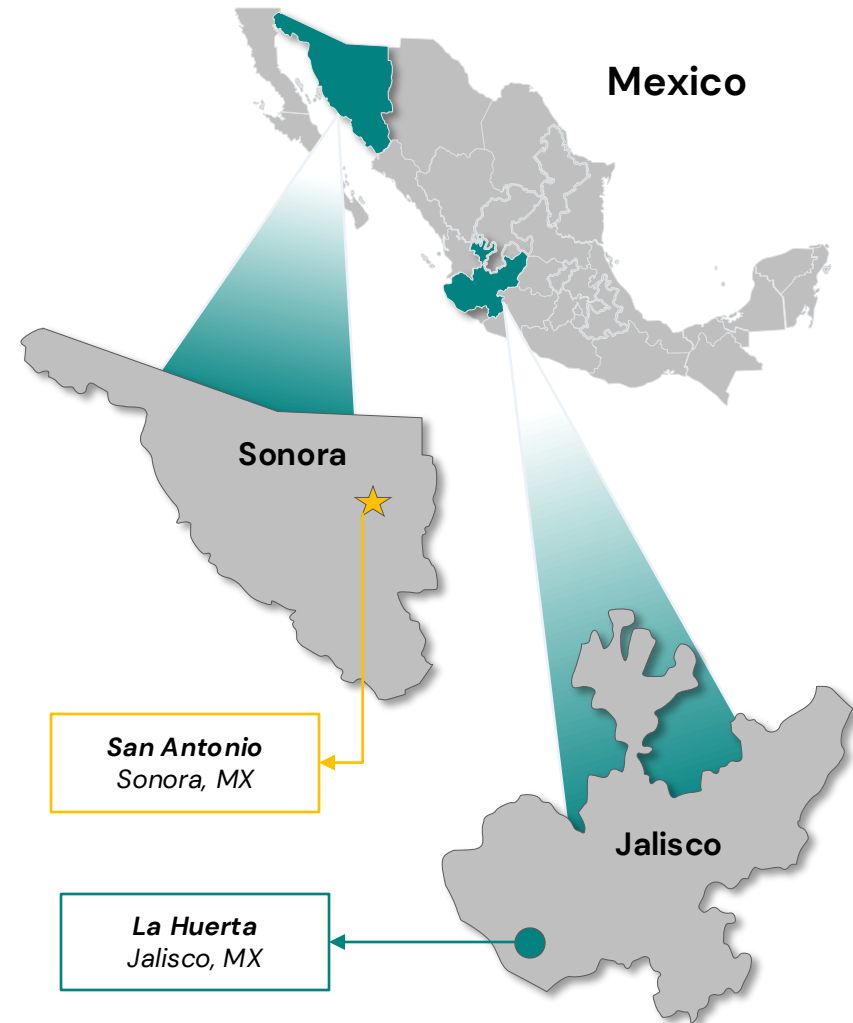 Mexico
Sonora
San Antonio
Sonora, MX
Jalisco
La Huerta
Jalisco, MX